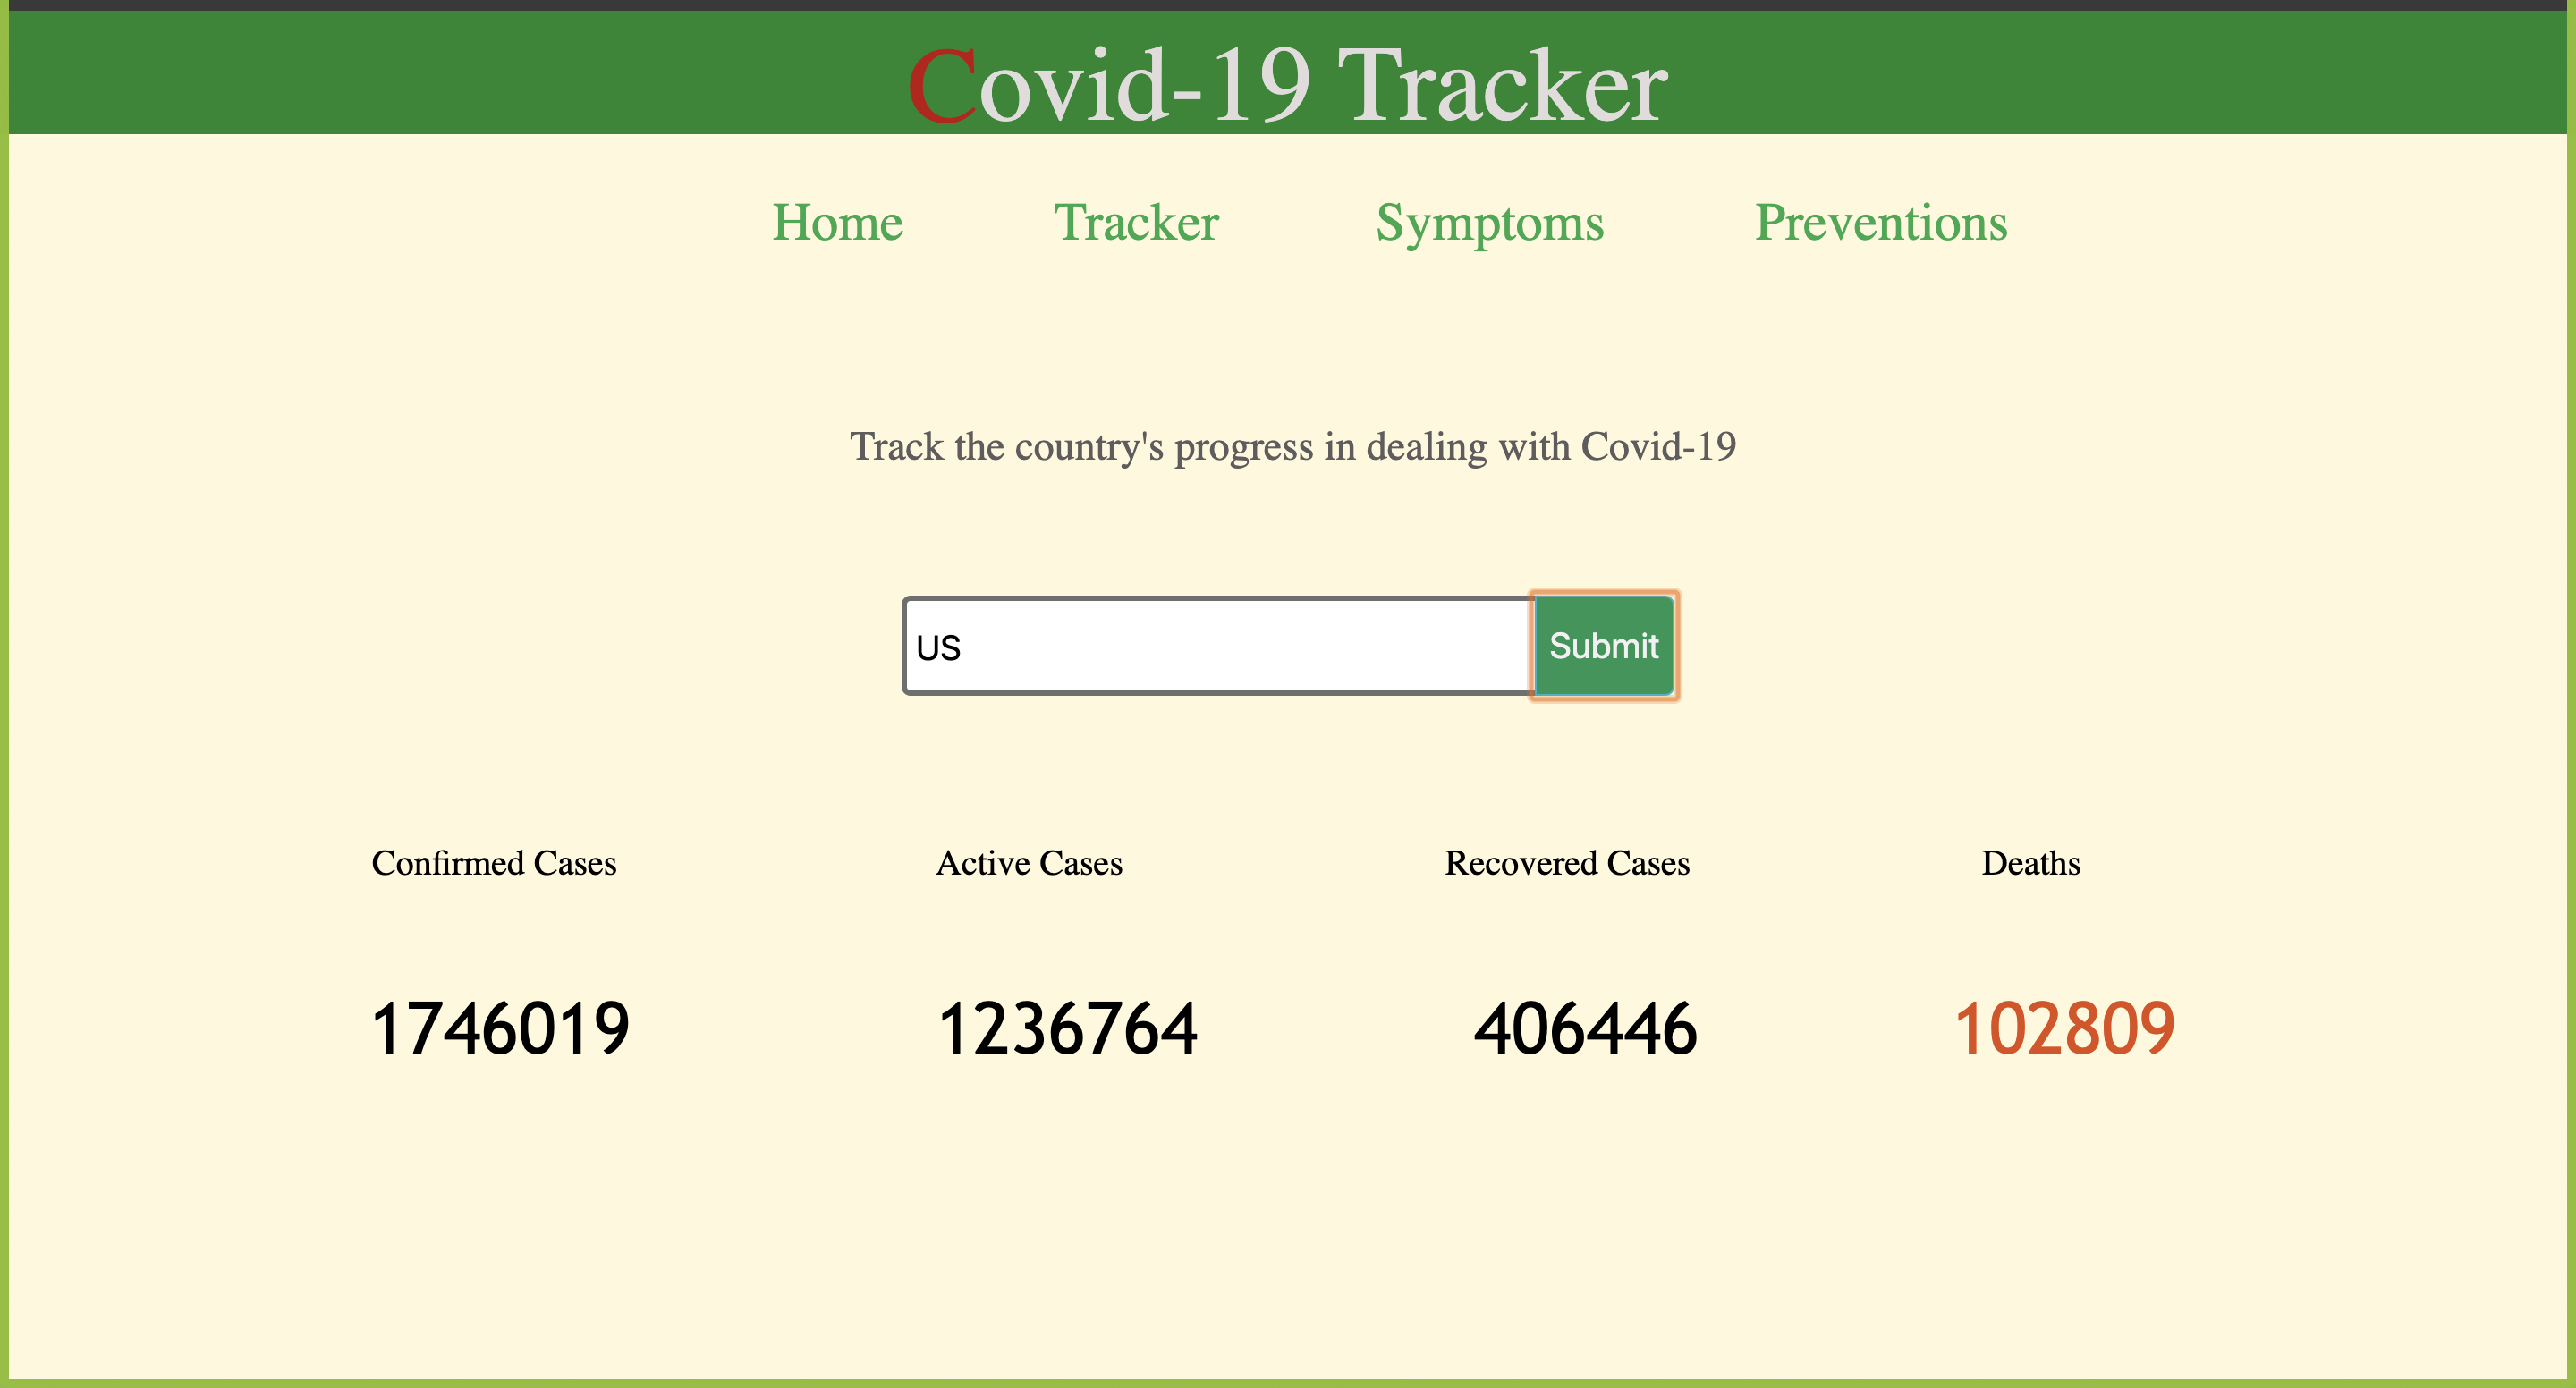 Covid-19 Tracker
Home Tracker Symptoms Preventions
Track the country's progress in dealing with Covid-19
US Submit
Confirmed Cases Active Cases Recovered Cases Deaths
1746019 1236764 406446 102809